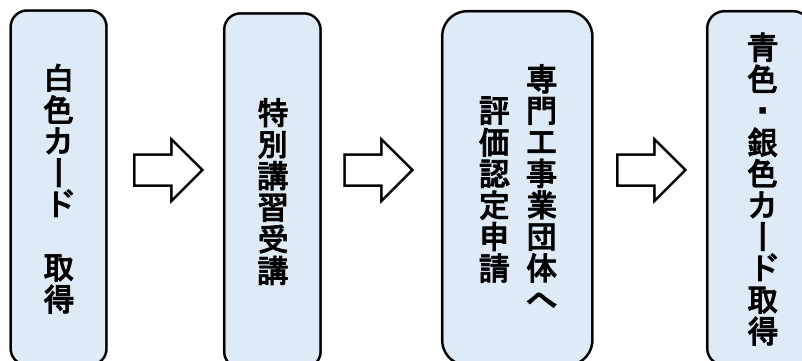 白色カード　取得
特別講習受講
専門工事業団体へ
評価認定申請
青色・銀色カード取得